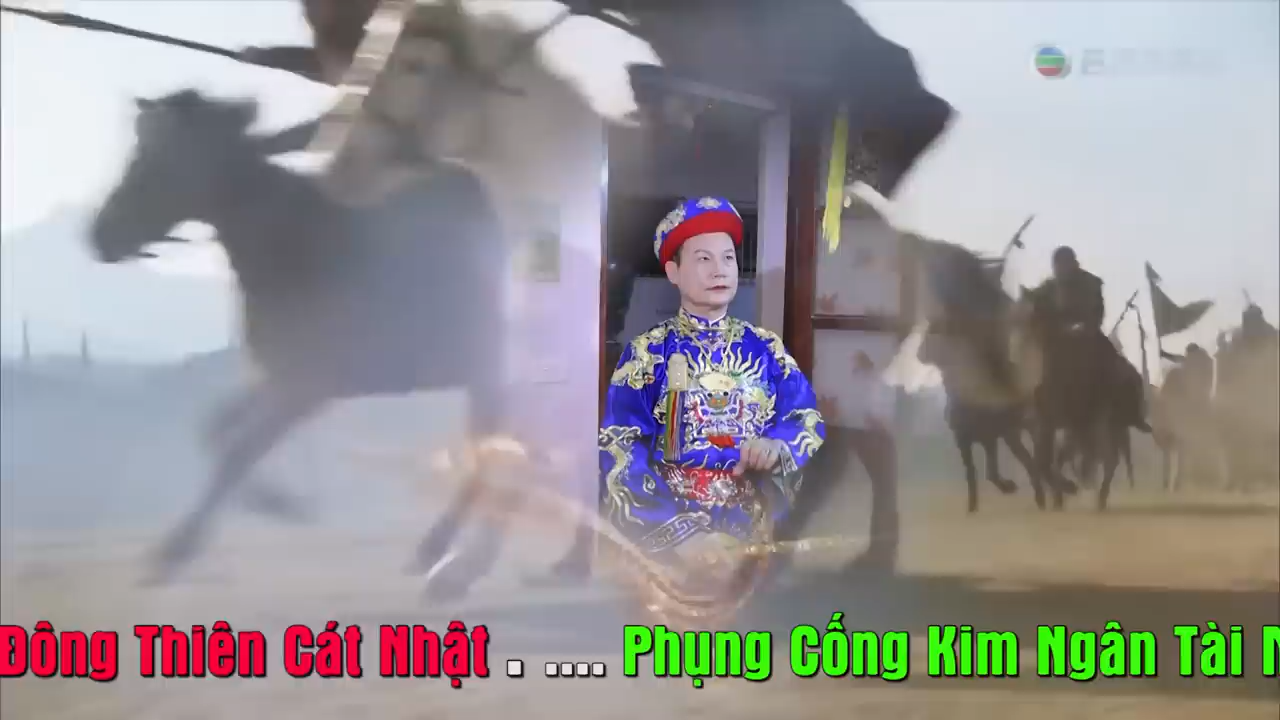 Đông Thiên Cát Nhật . .... Phụng Cống Kim Ngân Tài